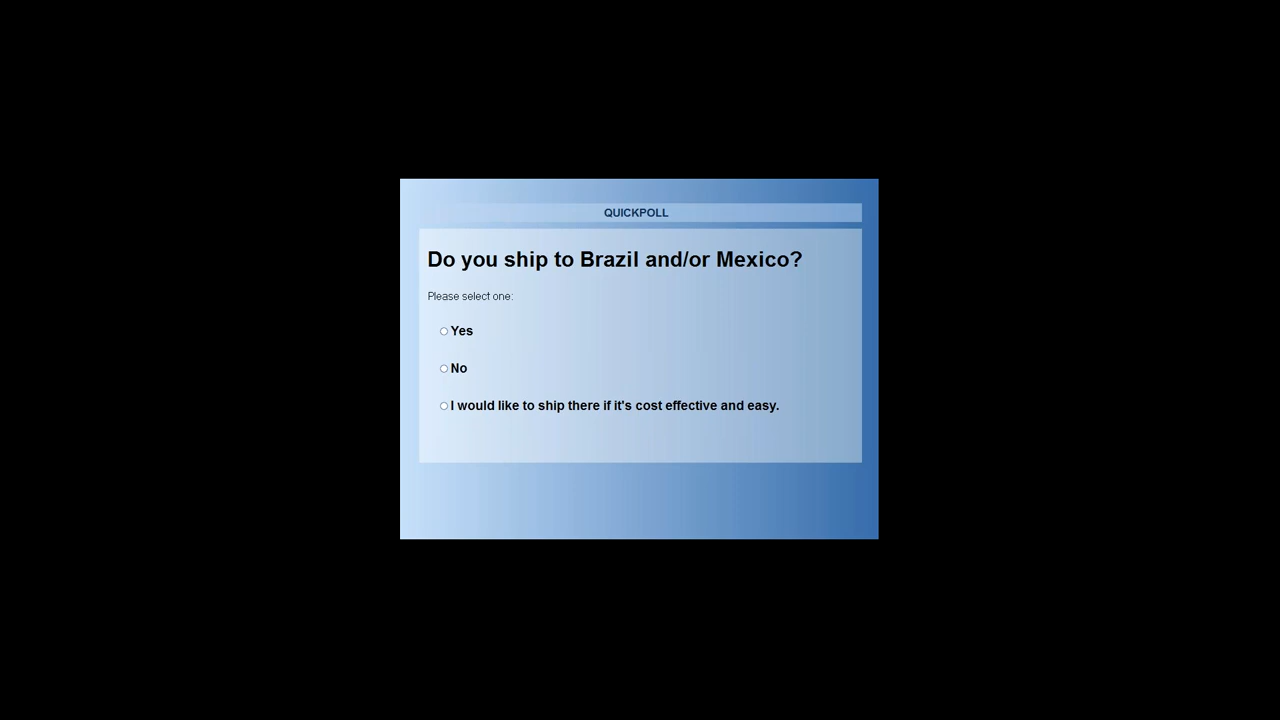 QUICKPOLL
Do you ship to Brazil and/or Mexico?
Please select one:
Yes
No
I would like to ship there if it's cost effective and easy.